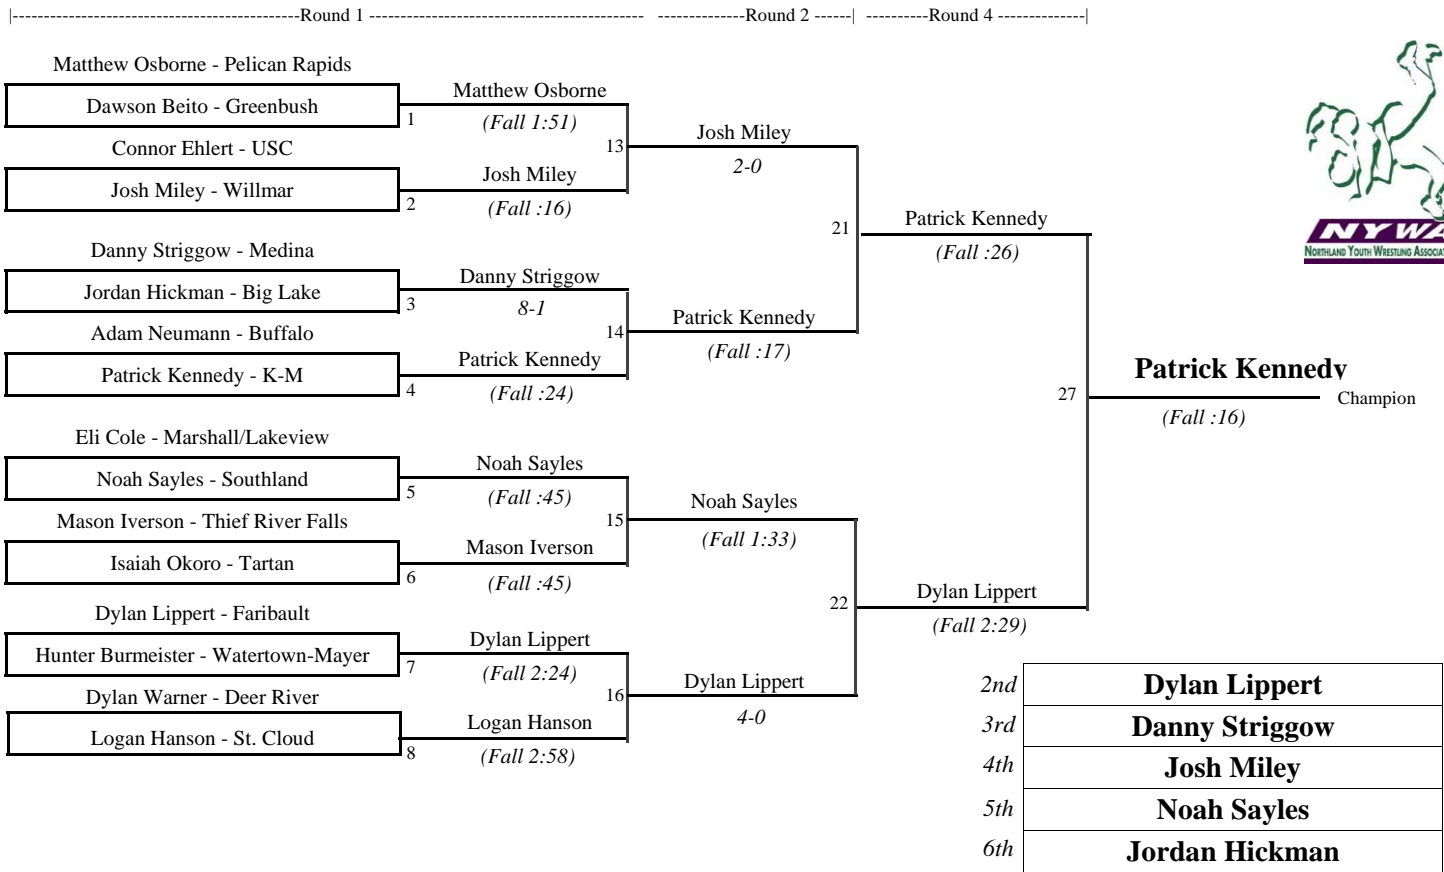 |----------------------------------------------Round 1 -------------------------------------------- --------------Round 2 ------| ----------Round 4 --------------|
Matthew Osborne - Pelican Rapids
Dawson Beito - Greenbush
1
Matthew Osborne
(Fall 1:51)
Connor Ehlert - USC
Josh Miley - Willmar
2
Josh Miley
(Fall :16)
13
Josh Miley
2-0
Danny Striggow - Medina
Jordan Hickman - Big Lake
3
Danny Striggow
8-1
Adam Neumann - Buffalo
Patrick Kennedy - K-M
4
Patrick Kennedy
(Fall :24)
14
Patrick Kennedy
(Fall :17)
21
Patrick Kennedy
(Fall :26)
Eli Cole - Marshall/Lakeview
Noah Sayles - Southland
5
Noah Sayles
(Fall :45)
Mason Iverson - Thief River Falls
Isaiah Okoro - Tartan
6
Mason Iverson
(Fall :45)
15
Noah Sayles
(Fall 1:33)
Dylan Lippert - Faribault
Hunter Burmeister - Watertown-Mayer
7
Dylan Lippert
(Fall 2:24)
Dylan Warner - Deer River
Logan Hanson - St. Cloud
8
Logan Hanson
(Fall 2:58)
16
Dylan Lippert
4-0
22
Dylan Lippert
(Fall 2:29)
27
Patrick Kennedy
Champion
(Fall :16)
NYWA
NORTHLAND YOUTH WRESTLING
2nd Dylan Lippert
3rd Danny Striggow
4th Josh Miley
5th Noah Sayles
6th Jordan Hickman